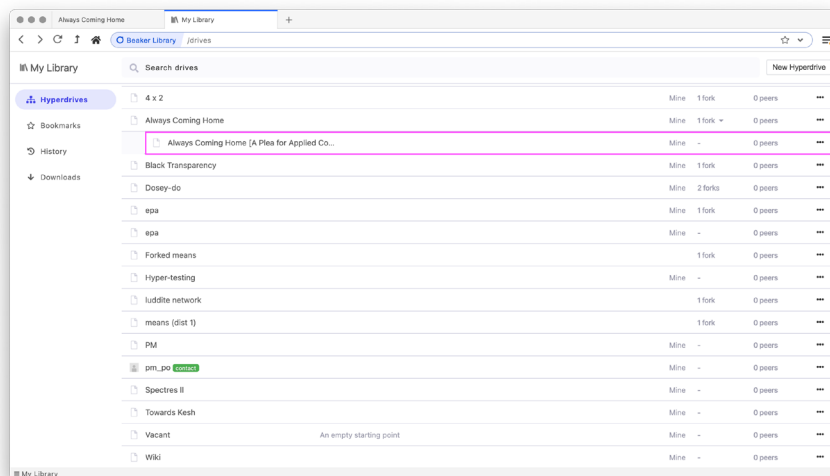 Always Coming Home My Library +
Beaker Library /drives
My Library Search drives New Hyperdrive
Hyperdrives
Bookmarks
History
Downloads
4 x 2 Mine 1 fork 0 peers
Always Coming Home Mine 1 fork 0 peers
Always Coming Home [A Plea for Applied Co... Mine - 0 peers
Black Transparency Mine 1 fork 0 peers
Dosey-do Mine 2 forks 0 peers
epa Mine 1 fork 0 peers
epa Mine - 0 peers
Forked means 1 fork 0 peers
Hyper-testing Mine - 0 peers
luddite network 1 fork 0 peers
means (dist 1) 1 fork 0 peers
PM Mine - 0 peers
pm_po contact Mine - 0 peers
Spectres II Mine - 0 peers
Towards Kesh Mine - 0 peers
Vacant An empty starting point Mine - 0 peers
Wiki Mine - 0 peers
My Library